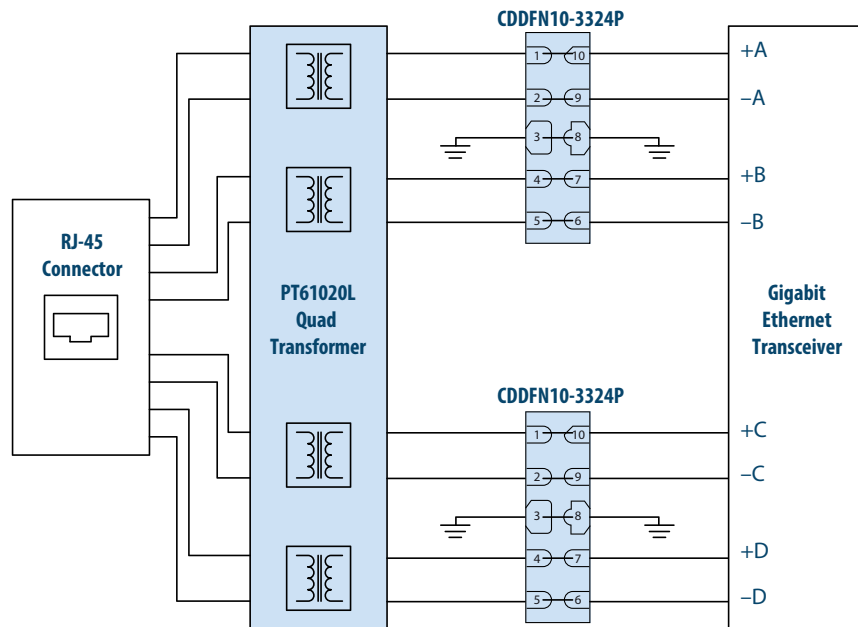 CDDFN10-3324P
1 10 +A
2 9 –A
3 8
4 7 +B
5 6 –B
RJ-45
Connector
PT61020L
Quad
Transformer
Gigabit
Ethernet
Transceiver
CDDFN10-3324P
1 10 +C
2 9 –C
3 8
4 7 +D
5 6 –D